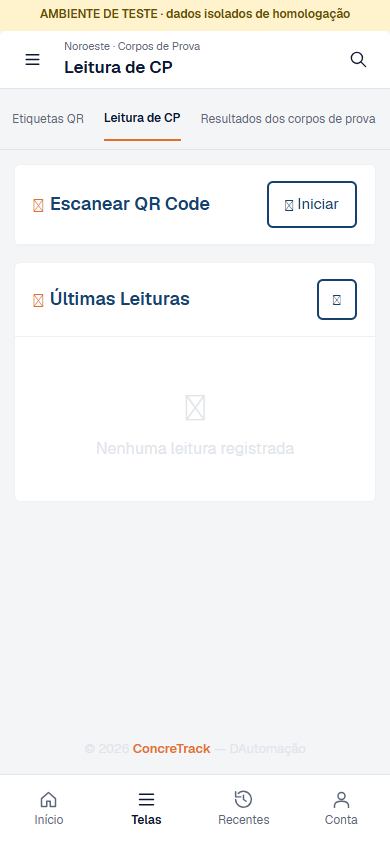 AMBIENTE DE TESTE · dados isolados de homologação
Noroeste · Corpos de Prova
Leitura de CP
Etiquetas QR
Leitura de CP
Resultados dos corpos de prova
Escanear QR Code
Iniciar
Últimas Leituras
Nenhuma leitura registrada
© 2026 ConcreTrack — DAutomação
Início
Telas
Recentes
Conta